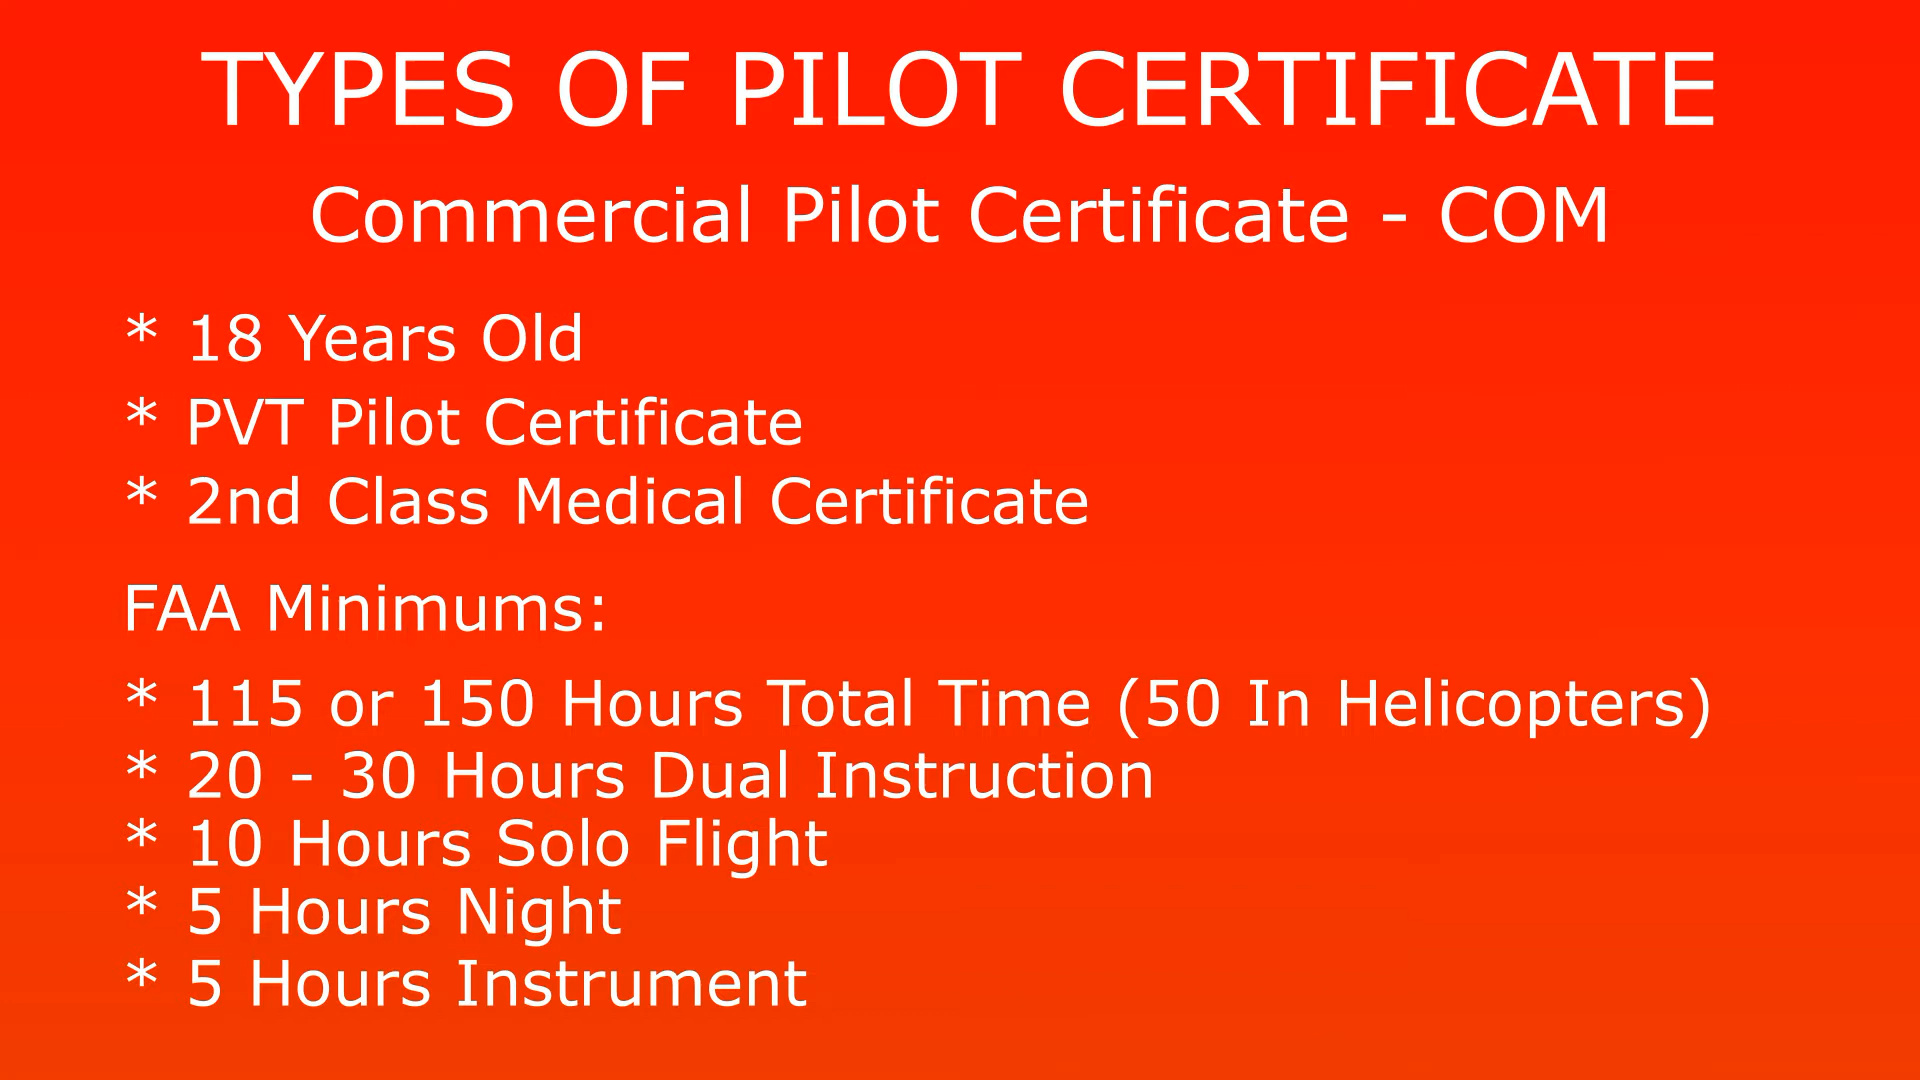 TYPES OF PILOT CERTIFICATE
Commercial Pilot Certificate - COM
* 18 Years Old
* PVT Pilot Certificate
* 2nd Class Medical Certificate
FAA Minimums:
* 115 or 150 Hours Total Time (50 In Helicopters)
* 20 - 30 Hours Dual Instruction
* 10 Hours Solo Flight
* 5 Hours Night
* 5 Hours Instrument